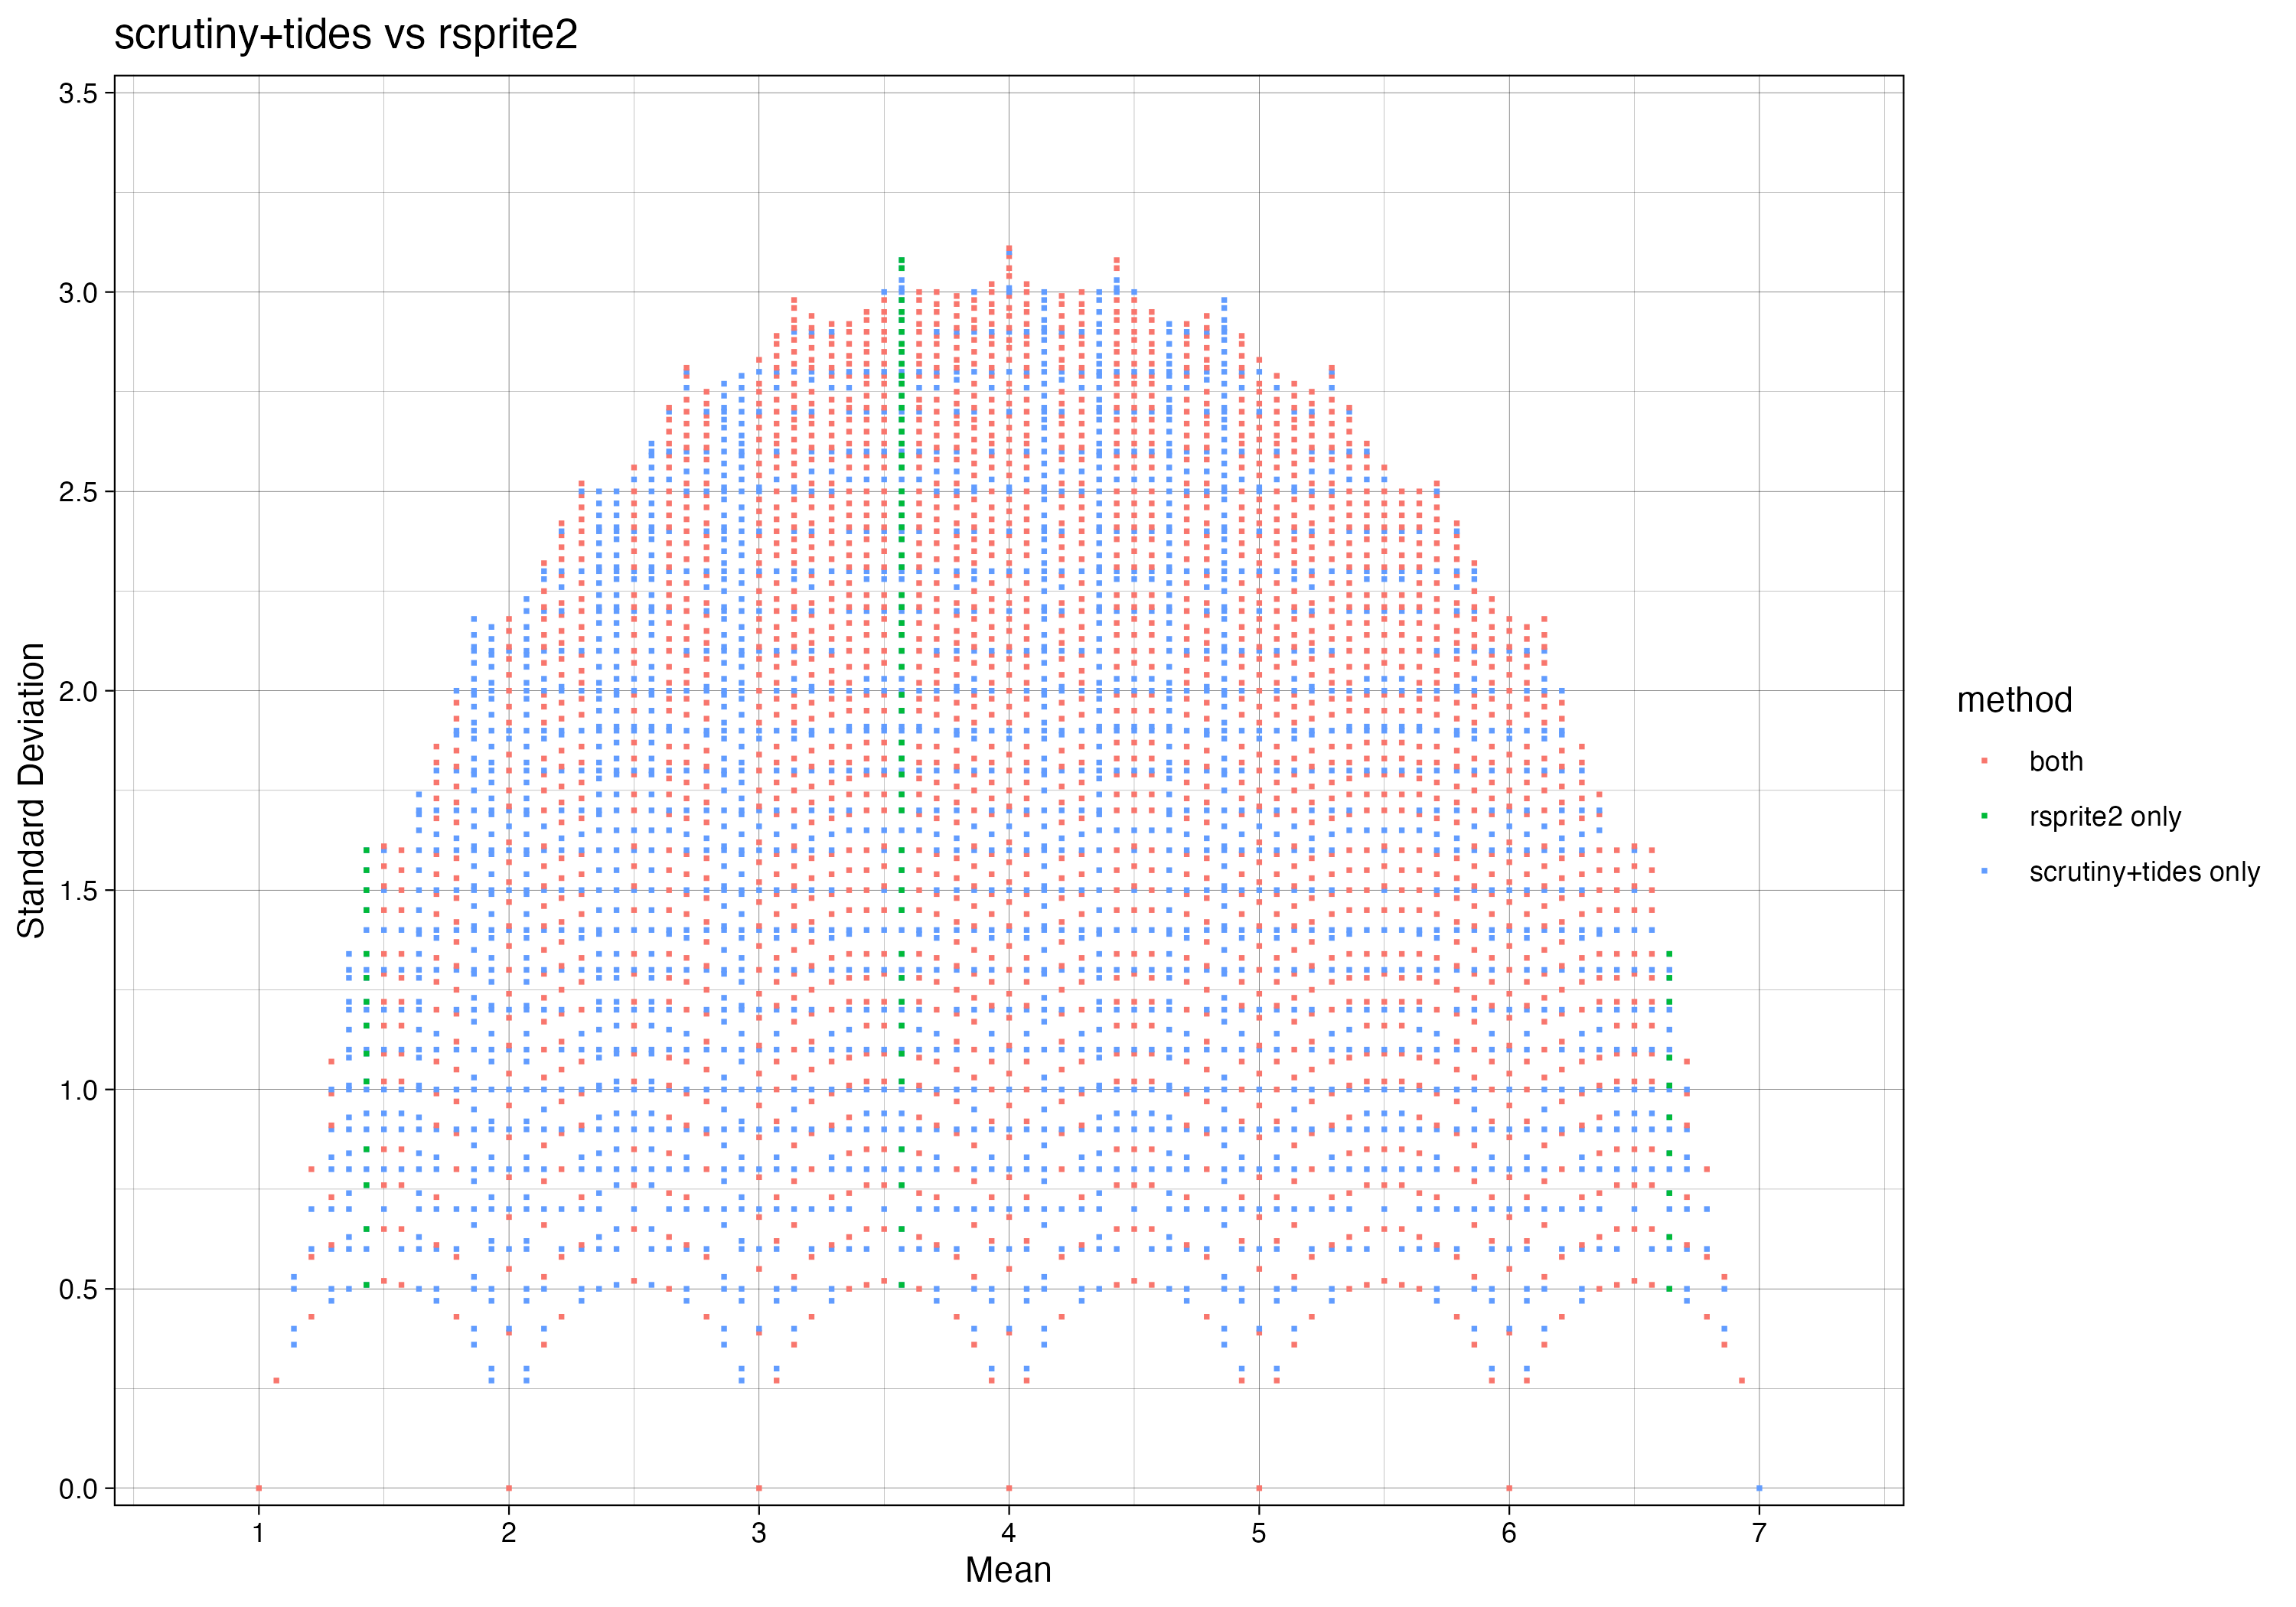 scrutiny+tides vs rsprite2
3.5
3.0
2.5
2.0
1.5
1.0
0.5
0.0
Standard Deviation
1 2 3 4 5 6 7
Mean
method
both
rsprite2 only
scrutiny+tides only